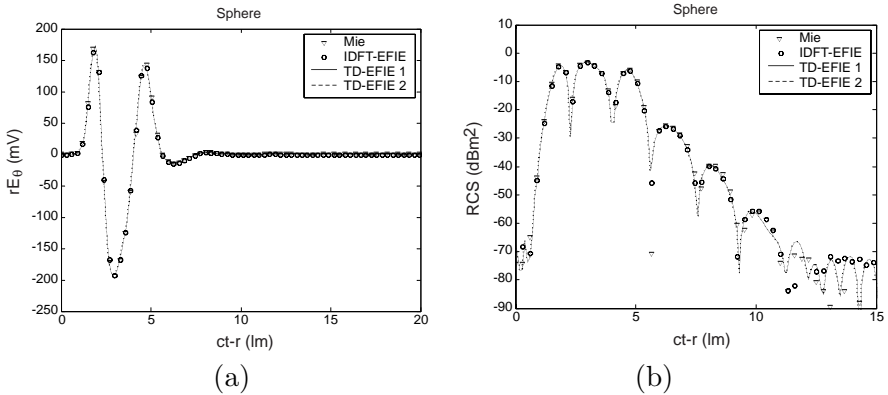 Sphere
200
150
100
50
0
-50
-100
-150
-200
-250
rEθ (mV)
Mie
IDFT-EFIE
TD-EFIE 1
TD-EFIE 2
0 5 10 15 20
ct-r (lm)
(a)
Sphere
10
0
-10
-20
-30
-40
-50
-60
-70
-80
-90
RCS (dBm2)
Mie
IDFT-EFIE
TD-EFIE 1
TD-EFIE 2
0 5 10 15
ct-r (lm)
(b)